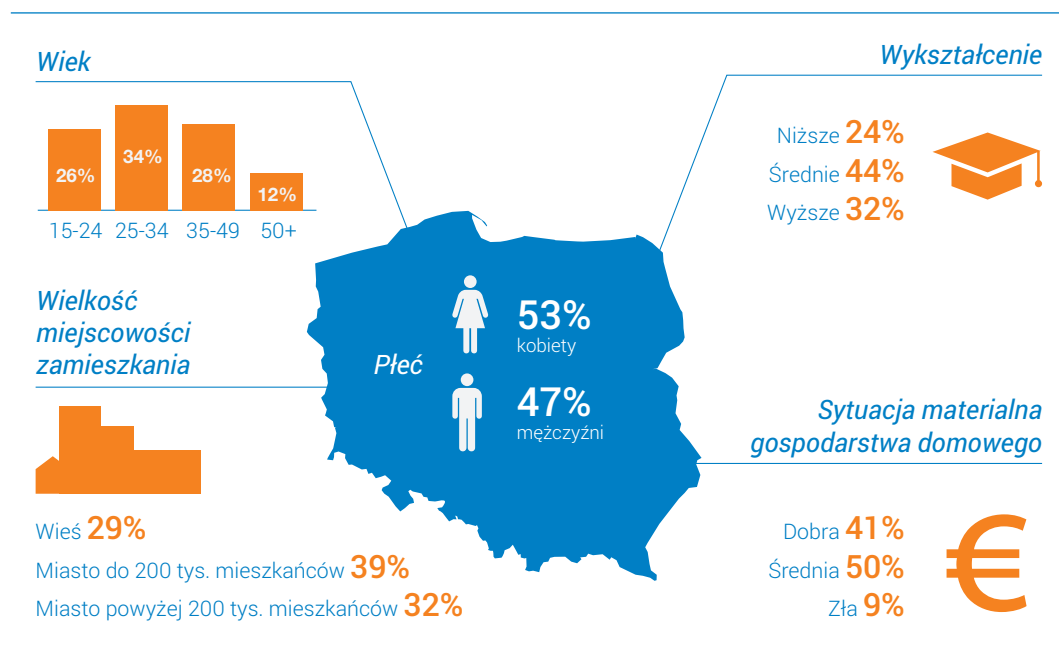 Wiek
26%
34%
28%
12%
15-24 25-34 35-49 50+
Wykształcenie
Niższe 24%
Średnie 44%
Wyższe 32%
Płeć
53%
kobiety
47%
mężczyźni
Wielkość
miejscowości
zamieszkania
Wieś 29%
Miasto do 200 tys. mieszkańców 39%
Miasto powyżej 200 tys. mieszkańców 32%
Sytuacja materialna
gospodarstwa domowego
Dobra 41%
Średnia 50%
Zła 9%
€